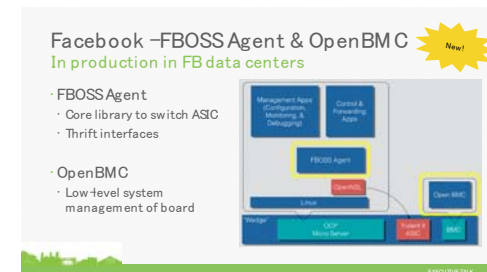 Facebook –FBOSS Agent & OpenBMC
New!
In production in FB data centers
· FBOSS Agent
· Core library to switch ASIC
· Thrift interfaces
· OpenBMC
· Low-level system
management of board
Management Apps
(Configuration,
Monitoring, &
Debugging)
Control &
Forwarding
Apps
FBOSS Agent
OpenNSL
Open BMC
Linux
"Wedge"
OCP
Micro Server
Trident II
ASIC
BMC
EXECUTIVE TALK